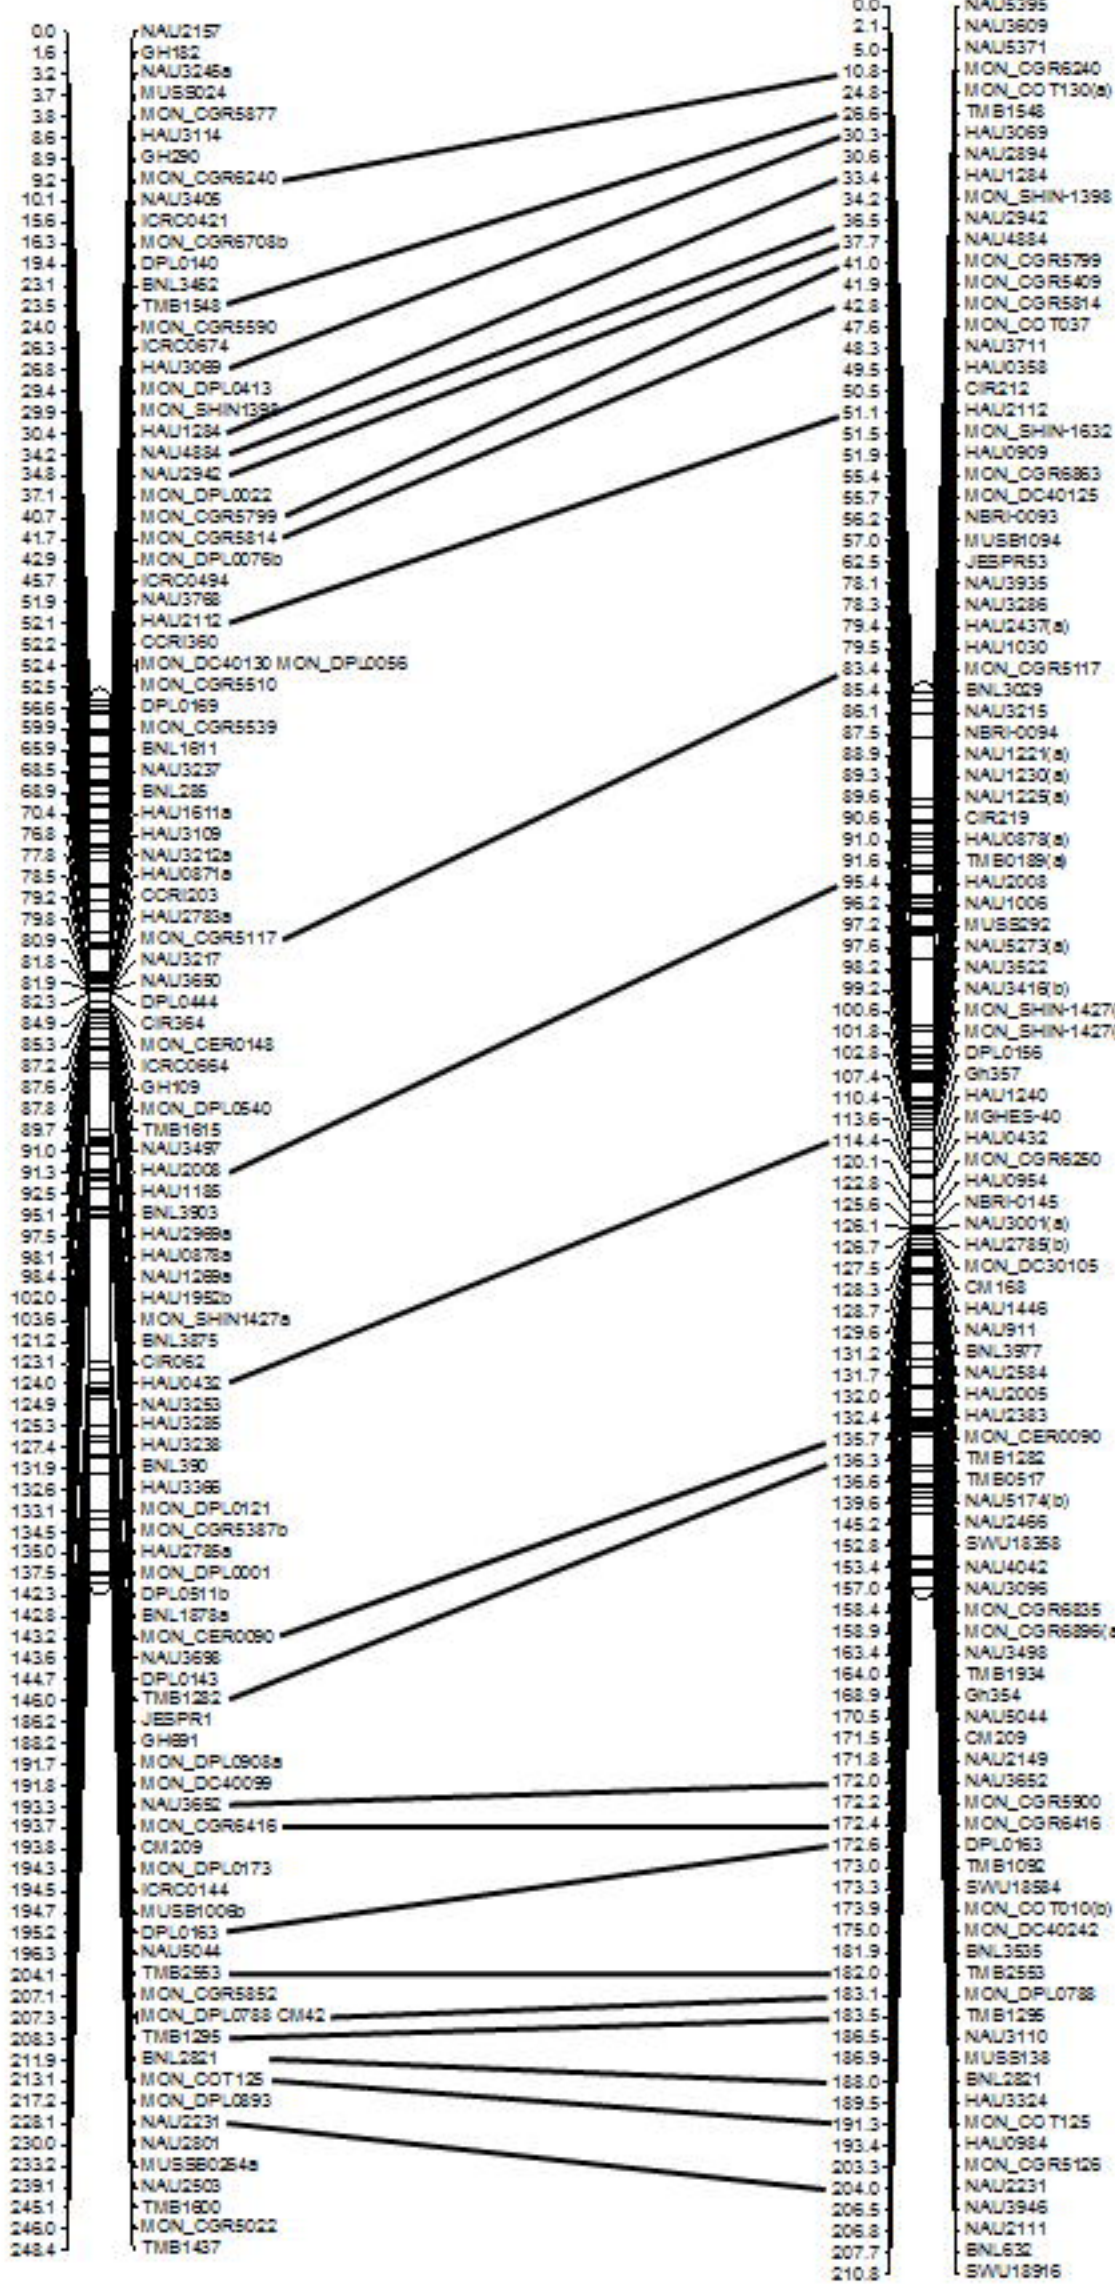 0.0 NAU2157
1.6 GH182
3.2 NAU3245a
3.7 MUSS024
3.8 MON_CGR5877
8.6 HAU3114
8.9 GH290
9.2 MON_CGR6240
10.1 NAU3405
15.6 ICRC0421
16.3 MON_CGR6708b
19.4 DPL0140
23.1 BNL3452
23.5 TMB1548
24.0 MON_CGR5590
26.3 ICRC0674
26.8 HAU3069
29.4 MON_DPL0413
29.9 MON_SHIN1398
30.4 HAU1284
34.2 NAU4884
34.8 NAU2942
37.1 MON_DPL0022
40.7 MON_CGR5799
41.7 MON_CGR5814
42.9 MON_DPL0076b
45.7 ICRC0494
51.9 NAU3768
52.1 HAU2112
52.2 CCRI360
52.4 MON_DC40130 MON_DPL0056
52.5 MON_CGR5510
56.6 DPL0169
59.9 MON_CGR5539
65.9 BNL1611
68.5 NAU3237
68.9 BNL285
70.4 HAU1611a
76.8 HAU3109
77.8 NAU3212a
78.5 HAU0871a
79.2 CCRI203
79.8 HAU2783a
80.9 MON_CGR5117
81.8 NAU3217
81.9 NAU3650
82.3 DPL0444
84.9 CIR364
85.3 MON_CER0148
87.2 ICRC0664
87.6 GH109
87.8 MON_DPL0540
89.7 TMB1615
91.0 NAU3497
91.3 HAU2008
92.5 HAU1185
95.1 BNL3903
97.5 HAU2969a
98.1 HAU0878a
98.4 NAU1269a
102.0 HAU1952b
103.6 MON_SHIN1427a
121.2 BNL3875
123.1 CIR062
124.0 HAU0432
124.9 NAU3253
125.3 HAU3285
127.4 HAU3238
131.9 BNL390
132.6 HAU3366
133.1 MON_DPL0121
134.5 MON_CGR5387b
135.0 HAU2785a
137.5 MON_DPL0001
142.3 DPL0511b
142.8 BNL1878a
143.2 MON_CER0090
143.6 NAU3698
144.7 DPL0143
146.0 TMB1282
186.2 JESPR1
188.2 GH691
191.7 MON_DPL0908a
191.8 MON_DC40099
193.3 NAU3652
193.7 MON_CGR6416
193.8 CM209
194.3 MON_DPL0173
194.5 ICRC0144
194.7 MUSB1006b
195.2 DPL0163
196.3 NAU5044
204.1 TMB2553
207.1 MON_CGR5852
207.3 MON_DPL0788 CM42
208.3 TMB1295
211.9 BNL2821
213.1 MON_COT125
217.2 MON_DPL0893
228.1 NAU2231
230.0 NAU2801
233.2 MUSSB0254a
239.1 NAU2503
245.1 TMB1600
246.0 MON_CGR5022
248.4 TMB1437
0.0 NAU5395
2.1 NAU3609
5.0 NAU5371
10.8 MON_CGR6240
24.8 MON_COT130(a)
26.6 TMB1548
30.3 HAU3069
30.6 NAU2894
33.4 HAU1284
34.2 MON_SHIN-1398
36.5 NAU2942
37.7 NAU4884
41.0 MON_CGR5799
41.9 MON_CGR5409
42.8 MON_CGR5814
47.6 MON_COT037
48.3 NAU3711
49.5 HAU0358
50.5 CIR212
51.1 HAU2112
51.5 MON_SHIN-1632
51.9 HAU0909
55.4 MON_CGR6863
55.7 MON_DC40125
56.2 NBRI-0093
57.0 MUSB1094
62.5 JESPR53
78.1 NAU3935
78.3 NAU3286
79.4 HAU2437(a)
79.5 HAU1030
83.4 MON_CGR5117
85.4 BNL3029
86.1 NAU3215
87.5 NBRI-0094
88.9 NAU1221(a)
89.3 NAU1230(a)
89.6 NAU1225(a)
90.6 CIR219
91.0 HAU0878(a)
91.6 TMB0189(a)
95.4 HAU2008
96.2 NAU1006
97.2 MUSS292
97.6 NAU5273(a)
98.2 NAU3522
99.2 NAU3416(b)
100.6 MON_SHIN-1427(
101.8 MON_SHIN-1427(
102.8 DPL0156
107.4 Gh357
110.4 HAU1240
113.6 MGHES-40
114.4 HAU0432
120.1 MON_CGR6250
122.8 HAU0954
125.6 NBRI-0145
126.1 NAU3001(a)
126.7 HAU2785(b)
127.5 MON_DC30105
128.3 CM168
128.7 HAU1446
129.6 NAU911
131.2 BNL3977
131.7 NAU2584
132.0 HAU2005
132.4 HAU2383
135.7 MON_CER0090
136.3 TMB1282
136.6 TMB0517
139.6 NAU5174(b)
145.2 NAU2466
152.8 SWU18358
153.4 NAU4042
157.0 NAU3096
158.4 MON_CGR6835
158.9 MON_CGR6896(a
163.4 NAU3498
164.0 TMB1934
168.9 Gh354
170.5 NAU5044
171.5 CM209
171.8 NAU2149
172.0 NAU3652
172.2 MON_CGR5900
172.4 MON_CGR6416
172.6 DPL0163
173.0 TMB1092
173.3 SWU18584
173.9 MON_COT010(b)
175.0 MON_DC40242
181.9 BNL3535
182.0 TMB2553
183.1 MON_DPL0788
183.5 TMB1295
186.5 NAU3110
186.9 MUSS138
188.0 BNL2821
189.5 HAU3324
191.3 MON_COT125
193.4 HAU0984
203.3 MON_CGR5126
204.0 NAU2231
206.5 NAU3946
206.8 NAU2111
207.7 BNL632
210.8 SWU18916